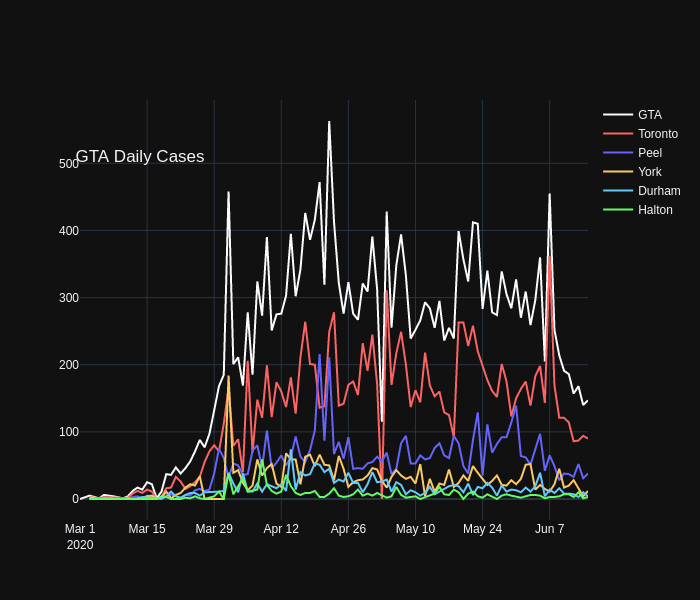 GTA Daily Cases
500
400
300
200
100
0
Mar 1
2020
Mar 15
Mar 29
Apr 12
Apr 26
May 10
May 24
Jun 7
GTA
Toronto
Peel
York
Durham
Halton